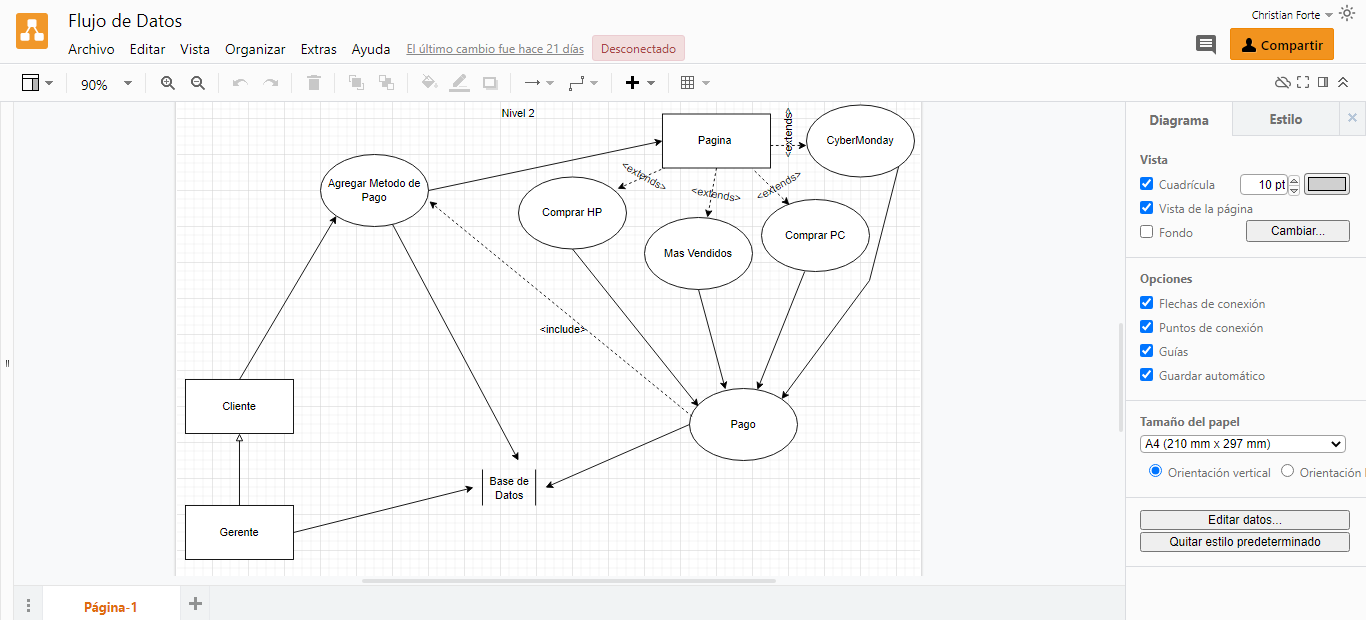 Flujo de Datos
Christian Forte
Archivo Editar Vista Organizar Extras Ayuda El último cambio fue hace 21 días Desconectado
Compartir
90%
Nivel 2
Pagina
<extends>
CyberMonday
Agregar Metodo de
Pago
<extends>
<extends>
<extends>
Comprar HP
Mas Vendidos
Comprar PC
<include>
Cliente
Pago
Base de
Datos
Gerente
Página-1
Diagrama
Estilo
Vista
Cuadrícula
10 pt
Vista de la página
Fondo
Cambiar...
Opciones
Flechas de conexión
Puntos de conexión
Guías
Guardar automático
Tamaño del papel
A4 (210 mm x 297 mm)
Orientación vertical
Orientación
Editar datos...
Quitar estilo predeterminado